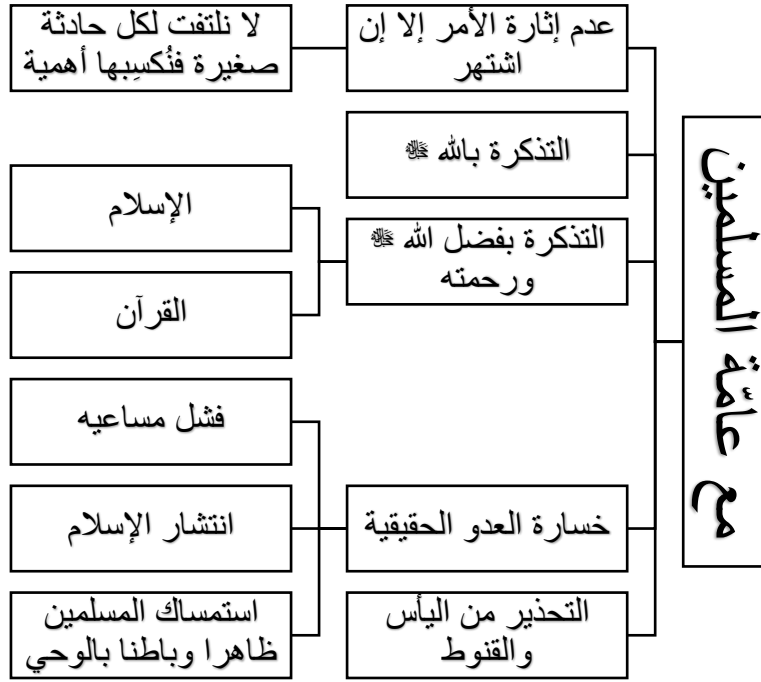 مع عامّة المسلمين
عدم إثارة الأمر إلا إن
اشتهر
لا نلتفت لكل حادثة
صغيرة فنُكسِبها أهمية
التذكرة بالله ﷻ
التذكرة بفضل الله ﷻ
ورحمته
الإسلام
القرآن
خسارة العدو الحقيقية
فشل مساعيه
انتشار الإسلام
استمساك المسلمين
ظاهرا وباطنا بالوحي
التحذير من اليأس
والقنوط